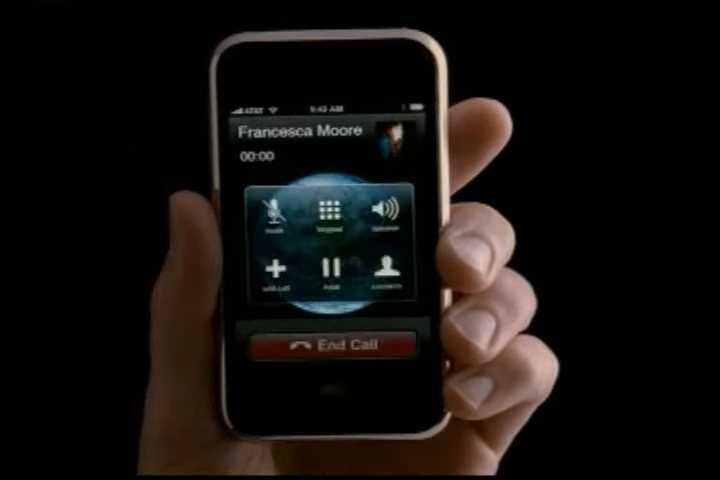 AT&T 9:42 AM
Francesca Moore
00:00
mute keypad speaker
add call hold contacts
End Call